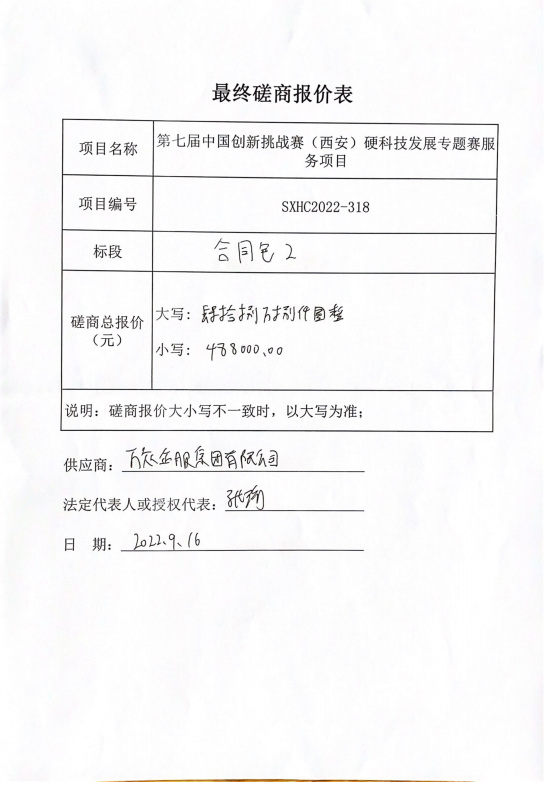 最终磋商报价表
项目名称
第七届中国创新挑战赛（西安）硬科技发展专题赛服
务项目
项目编号
SXHC2022-318
标段
合同包2
磋商总报价
（元）
大写：肆拾捌万捌仟圆整
小写：488000.00
说明：磋商报价大小写不一致时，以大写为准；
供应商：万众企服集团有限公司
法定代表人或授权代表：张
日 期：2022.9.16